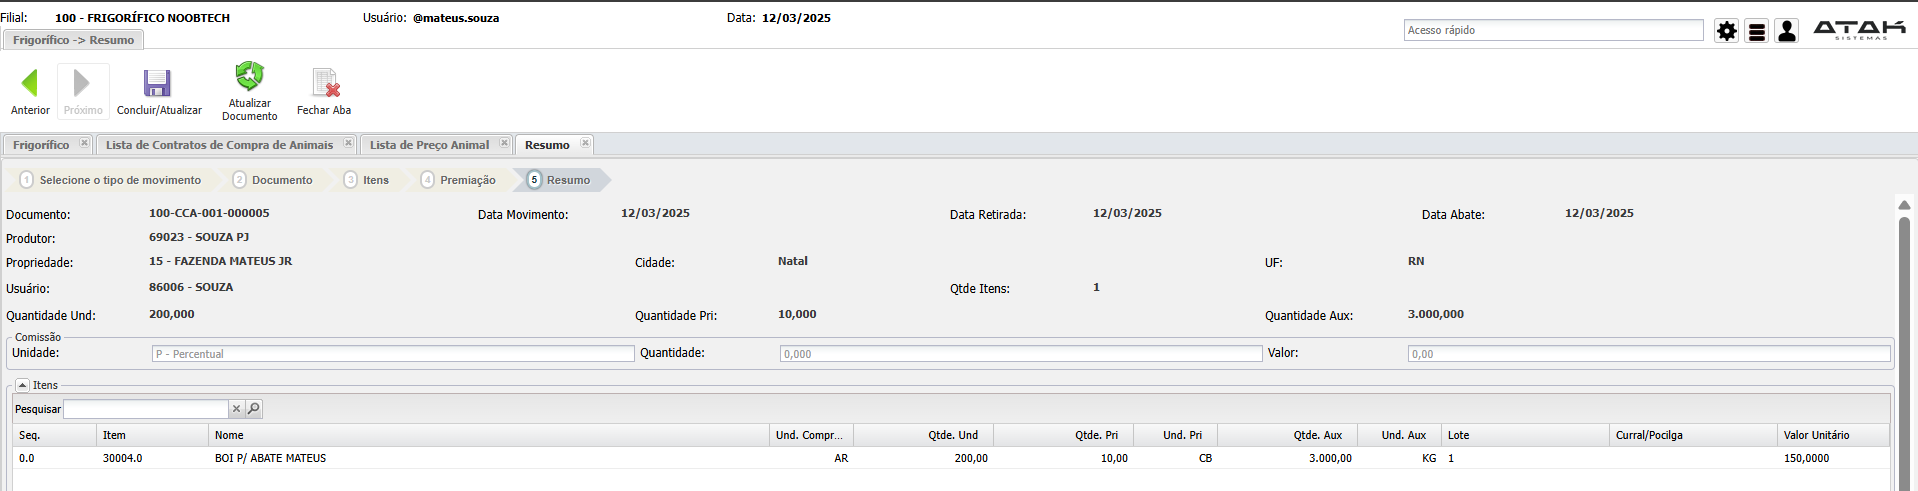 Filial: 100 - FRIGORÍFICO NOOBTECH Usuário: @mateus.souza Data: 12/03/2025
Frigorífico -> Resumo
Acesso rápido
ATAK
SISTEMAS
Anterior Próximo Concluir/Atualizar Atualizar Documento Fechar Aba
Frigorífico Lista de Contratos de Compra de Animais Lista de Preço Animal Resumo
1 Selecione o tipo de movimento 2 Documento 3 Itens 4 Premiação 5 Resumo
Documento: 100-CCA-001-000005 Data Movimento: 12/03/2025 Data Retirada: 12/03/2025 Data Abate: 12/03/2025
Produtor: 69023 - SOUZA PJ
Propriedade: 15 - FAZENDA MATEUS JR Cidade: Natal UF: RN
Usuário: 86006 - SOUZA Qtde Itens: 1
Quantidade Und: 200,000 Quantidade Pri: 10,000 Quantidade Aux: 3.000,000
Comissão
Unidade: P - Percentual Quantidade: 0,000 Valor: 0,00
Itens
Pesquisar
Seq. Item Nome Und. Compr... Qtde. Und Qtde. Pri Und. Pri Qtde. Aux Und. Aux Lote Curral/Pocilga Valor Unitário
0.0 30004.0 BOI P/ ABATE MATEUS AR 200,00 10,00 CB 3.000,00 KG 1 150,0000